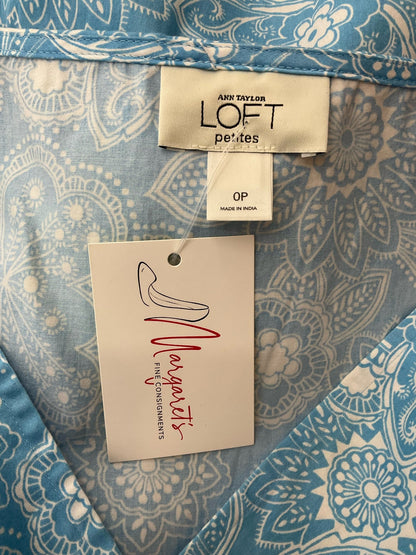 ANN TAYLOR
LOFT
petites
0P
MADE IN INDIA
Margaret's
FINE CONSIGNMENTS